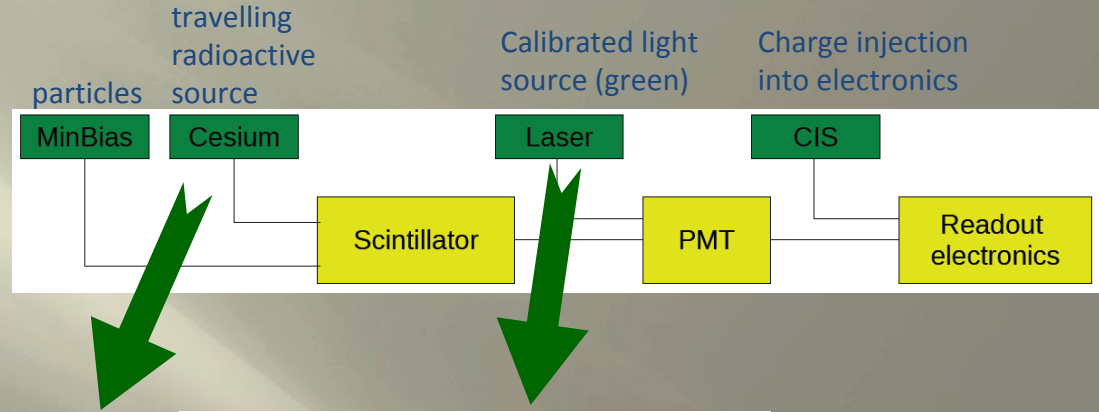 particles
travelling
radioactive
source
Calibrated light
source (green)
Charge injection
into electronics
MinBias
Cesium
Laser
CIS
Scintillator
PMT
Readout
electronics